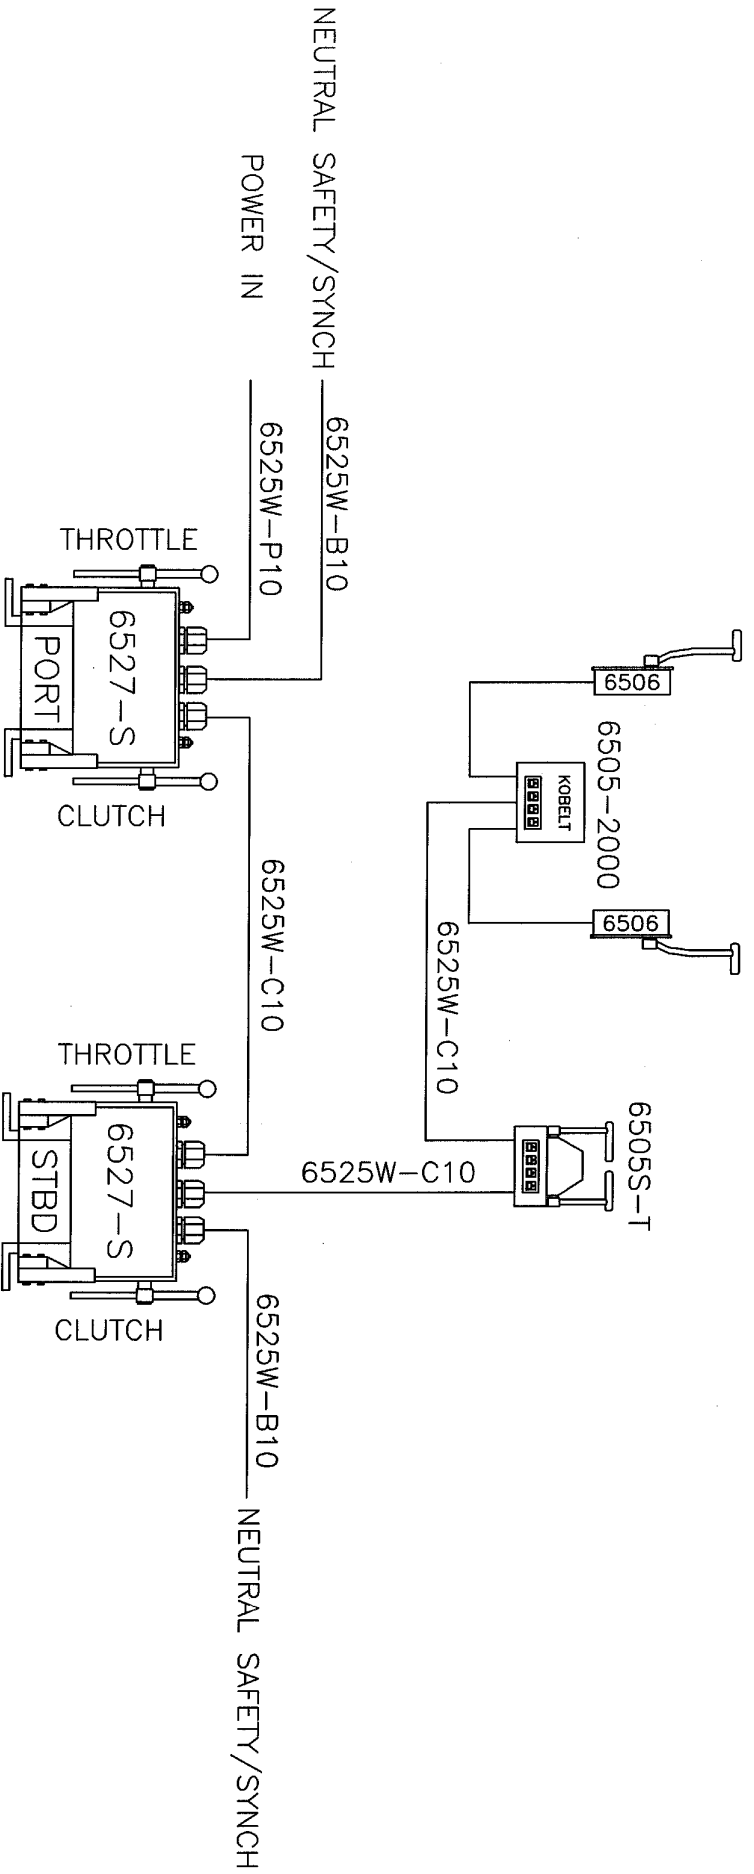 6505-2000
6505S-T
6506
KOBELT
6506
6525W-C10
NEUTRAL SAFETY/SYNCH
6525W-B10
6525W-C10
POWER IN
6525W-P10
6525W-C10
6525W-B10
NEUTRAL SAFETY/SYNCH
THROTTLE
6527-S
PORT
CLUTCH
THROTTLE
6527-S
STBD
CLUTCH